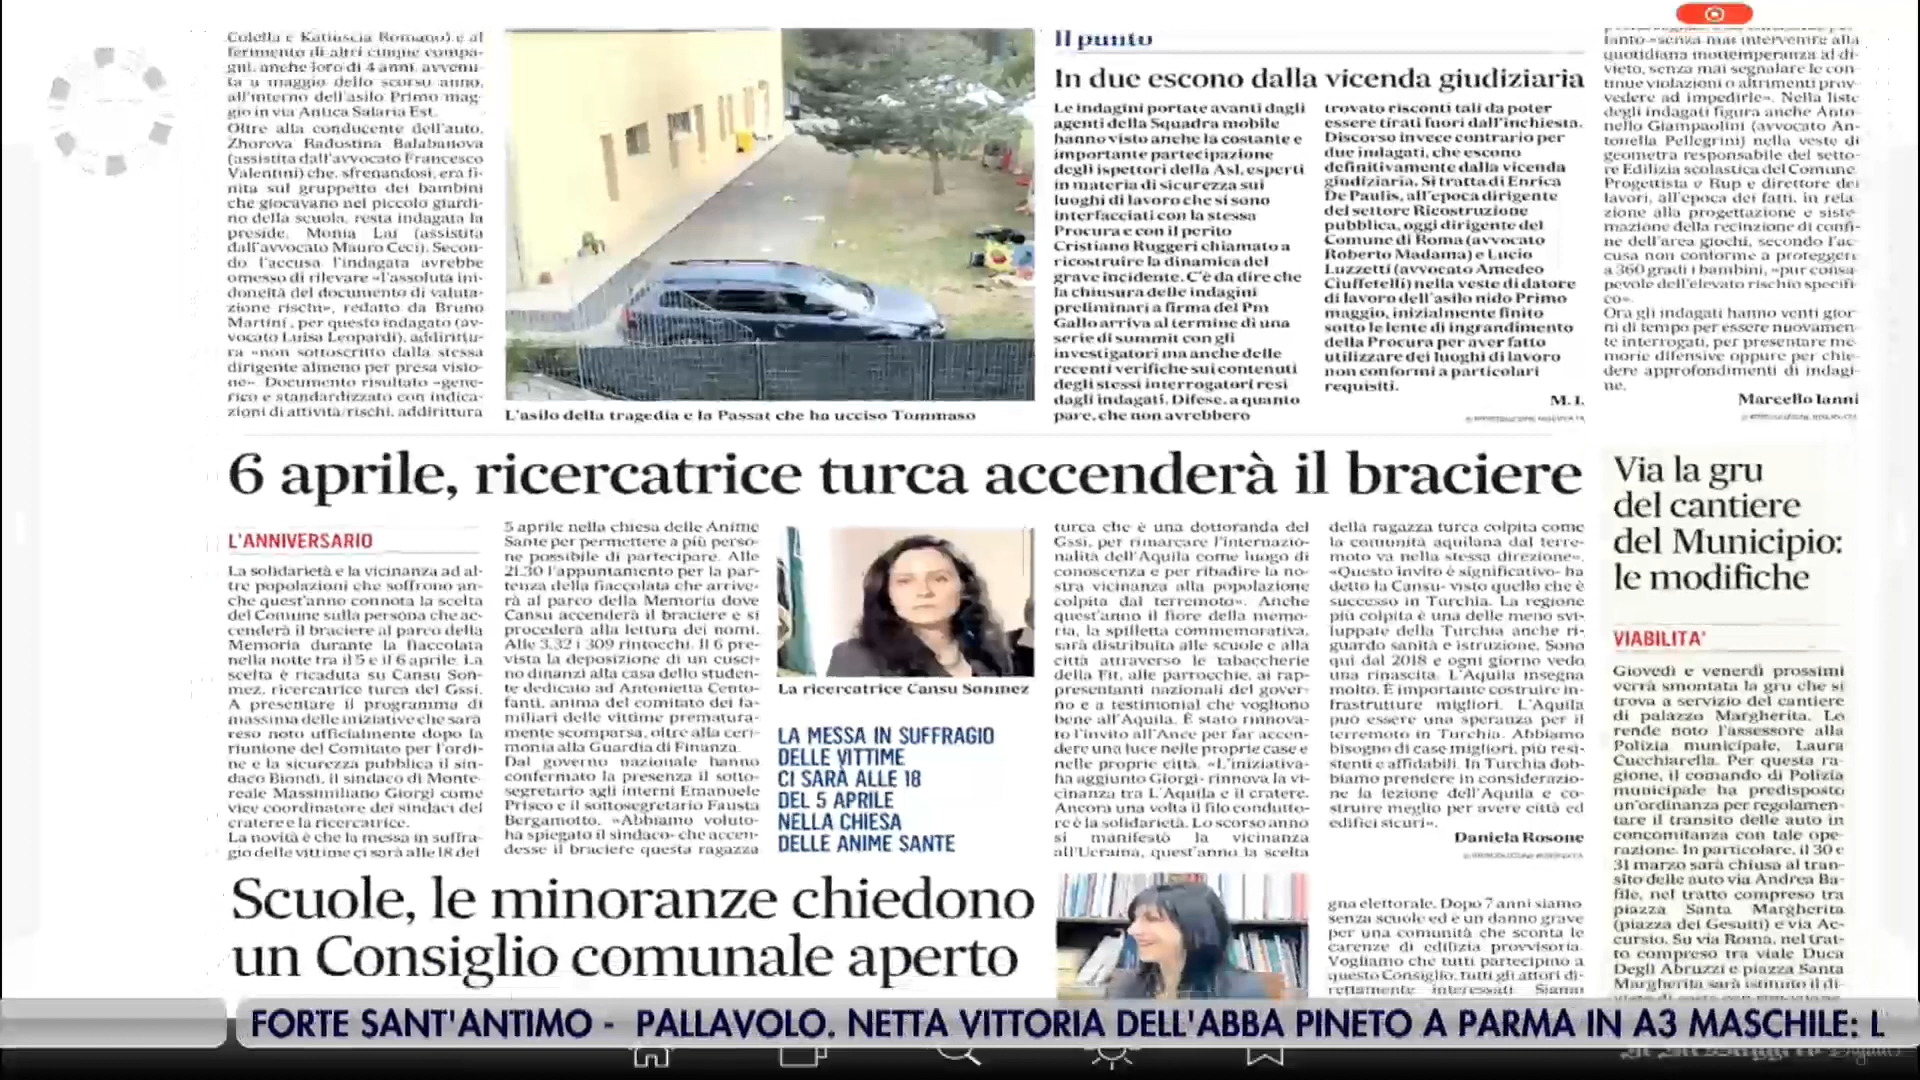 Colella e Katiuscia Romano) e al
ferimento di altri cinque compa-
gni, anche loro di 4 anni, avvenu-
ta a maggio dello scorso anno,
all'interno dell'asilo Primo mag-
gio in via Antica Salaria Est.
Oltre alla conducente dell'auto,
Zhorova Radostina Balabanova
(assistita dall'avvocato Francesco
Valentini) che, sfrenandosi, era fi-
nita sul gruppetto dei bambini
che giocavano nel piccolo giardi-
no della scuola, resta indagata la
preside, Monia Lai (assistita
dall'avvocato Mauro Ceci). Secon-
do l'accusa l'indagata avrebbe
omesso di rilevare «l'assoluta ini-
doneità del documento di valuta-
zione rischi», redatto da Bruno
Martini, per questo indagato (av-
vocato Luisa Leopardi), addirittu-
ra «non sottoscritto dalla stessa
dirigente almeno per presa visio-
ne». Documento risultato «gene-
rico e standardizzato con indica-
zioni di attività/rischi, addirittura
L'asilo della tragedia e la Passat che ha ucciso Tommaso
Il punto
In due escono dalla vicenda giudiziaria
Le indagini portate avanti dagli
agenti della Squadra mobile
hanno visto anche la costante e
importante partecipazione
degli ispettori della Asl, esperti
in materia di sicurezza sui
luoghi di lavoro che si sono
interfacciati con la stessa
Procura e con il perito
Cristiano Ruggeri chiamato a
ricostruire la dinamica del
grave incidente. C'è da dire che
la chiusura delle indagini
preliminari a firma del Pm
Gallo arriva al termine di una
serie di summit con gli
investigatori ma anche delle
recenti verifiche sui contenuti
degli stessi interrogatori resi
dagli indagati. Difese, a quanto
pare, che non avrebbero
trovato risconti tali da poter
essere tirati fuori dall'inchiesta.
Discorso invece contrario per
due indagati, che escono
definitivamente dalla vicenda
giudiziaria. Si tratta di Enrica
De Paulis, all'epoca dirigente
del settore Ricostruzione
pubblica, oggi dirigente del
Comune di Roma (avvocato
Roberto Madama) e Lucio
Luzzetti (avvocato Amedeo
Ciuffetelli) nella veste di datore
di lavoro dell'asilo nido Primo
maggio, inizialmente finito
sotto le lente di ingrandimento
della Procura per aver fatto
utilizzare dei luoghi di lavoro
non conformi a particolari
requisiti.
M. I.
tanto «senza mai intervenire alla
quotidiana inottemperanza al di-
vieto, senza mai segnalare le con-
tinue violazioni o altrimenti prov-
vedere ad impedirle». Nella liste
degli indagati figura anche Anto-
nello Giampaolini (avvocato An-
tonella Pellegrini) nella veste di
geometra responsabile del setto-
re Edilizia scolastica del Comune.
Progettista e Rup e direttore dei
lavori, all'epoca dei fatti, in rela-
zione alla progettazione e siste-
mazione della recinzione di confi-
ne dell'area giochi, secondo l'ac-
cusa non conforme a proteggere
a 360 gradi i bambini, «pur consa-
pevole dell'elevato rischio specifi-
co».
Ora gli indagati hanno venti gior-
ni di tempo per essere nuovamen-
te interrogati, per presentare me-
morie difensive oppure per chie-
dere approfondimenti di indagi-
ne.
Marcello Ianni
6 aprile, ricercatrice turca accenderà il braciere
L'ANNIVERSARIO
La solidarietà e la vicinanza ad al-
tre popolazioni che soffrono an-
che quest'anno connota la scelta
del Comune sulla persona che ac-
cenderà il braciere al parco della
Memoria durante la fiaccolata
nella notte tra il 5 e il 6 aprile. La
scelta è ricaduta su Cansu Son-
mez, ricercatrice turca del Gssi.
A presentare il programma di
massima delle iniziative che sarà
reso noto ufficialmente dopo la
riunione del Comitato per l'ordi-
ne e la sicurezza pubblica il sin-
daco Biondi, il sindaco di Monte-
reale Massimiliano Giorgi come
vice coordinatore dei sindaci del
cratere e la ricercatrice.
La novità è che la messa in suffra-
gio delle vittime ci sarà alle 18 del
5 aprile nella chiesa delle Anime
Sante per permettere a più perso-
ne possibile di partecipare. Alle
21.30 l'appuntamento per la par-
tenza della fiaccolata che arrive-
rà al parco della Memoria dove
Cansu accenderà il braciere e si
procederà alla lettura dei nomi.
Alle 3.32 i 309 rintocchi. Il 6 pre-
vista la deposizione di un cusci-
no dinanzi alla casa dello studen-
te dedicato ad Antonietta Cento-
fanti, anima del comitato dei fa-
miliari delle vittime prematura-
mente scomparsa, oltre alla ceri-
monia alla Guardia di Finanza.
Dal governo nazionale hanno
confermato la presenza il sotto-
segretario agli interni Emanuele
Prisco e il sottosegretario Fausta
Bergamotto. «Abbiamo voluto-
ha spiegato il sindaco- che accen-
desse il braciere questa ragazza
La ricercatrice Cansu Sonmez
LA MESSA IN SUFFRAGIO
DELLE VITTIME
CI SARÀ ALLE 18
DEL 5 APRILE
NELLA CHIESA
DELLE ANIME SANTE
turca che è una dottoranda del
Gssi, per rimarcare l'internazio-
nalità dell'Aquila come luogo di
conoscenza e per ribadire la no-
stra vicinanza alla popolazione
colpita dal terremoto». Anche
quest'anno il fiore della memo-
ria, la spilletta commemorativa,
sarà distribuita alle scuole e alla
città attraverso le tabaccherie
della Fit, alle parrocchie, ai rap-
presentanti nazionali del gover-
no e a testimonial che vogliono
bene all'Aquila. È stato rinnova-
to l'invito all'Ance per far accen-
dere una luce nelle proprie case e
nelle proprie città. «L'iniziativa-
ha aggiunto Giorgi- rinnova la vi-
cinanza tra L'Aquila e il cratere.
Ancora una volta il filo condutto-
re è la solidarietà. Lo scorso anno
si manifestò la vicinanza
all'Ucraina, quest'anno la scelta
della ragazza turca colpita come
la comunità aquilana dal terre-
moto va nella stessa direzione».
«Questo invito è significativo- ha
detto la Cansu- visto quello che è
successo in Turchia. La regione
più colpita è una delle meno svi-
luppate della Turchia anche ri-
guardo sanità e istruzione. Sono
qui dal 2018 e ogni giorno vedo
una rinascita. L'Aquila insegna
molto. È importante costruire in-
frastrutture migliori. L'Aquila
può essere una speranza per il
terremoto in Turchia. Abbiamo
bisogno di case migliori, più resi-
stenti e affidabili. In Turchia dob-
biamo prendere in considerazio-
ne la lezione dell'Aquila e co-
struire meglio per avere città ed
edifici sicuri».
Daniela Rosone
Via la gru
del cantiere
del Municipio:
le modifiche
VIABILITA'
Giovedì e venerdì prossimi
verrà smontata la gru che si
trova a servizio del cantiere
di palazzo Margherita. Lo
rende noto l'assessore alla
Polizia municipale, Laura
Cucchiarella. Per questa ra-
gione, il comando di Polizia
municipale ha predisposto
un'ordinanza per regolamen-
tare il transito delle auto in
concomitanza con tale ope-
razione. In particolare, il 30 e
31 marzo sarà chiusa al tran-
sito delle auto via Andrea Ba-
file, nel tratto compreso tra
piazza Santa Margherita
(piazza dei Gesuiti) e via Ac-
cursio. Su via Roma, nel trat-
to compreso tra viale Duca
Degli Abruzzi e piazza Santa
Margherita sarà istituto il di-
Scuole, le minoranze chiedono
un Consiglio comunale aperto
gna elettorale. Dopo 7 anni siamo
senza scuole ed è un danno grave
per una comunità che sconta le
carenze di edilizia provvisoria.
Vogliamo che tutti partecipino a
questo Consiglio, tutti gli attori di-
rettamente interessati. Siamo
FORTE SANT'ANTIMO - PALLAVOLO. NETTA VITTORIA DELL'ABBA PINETO A PARMA IN A3 MASCHILE: L